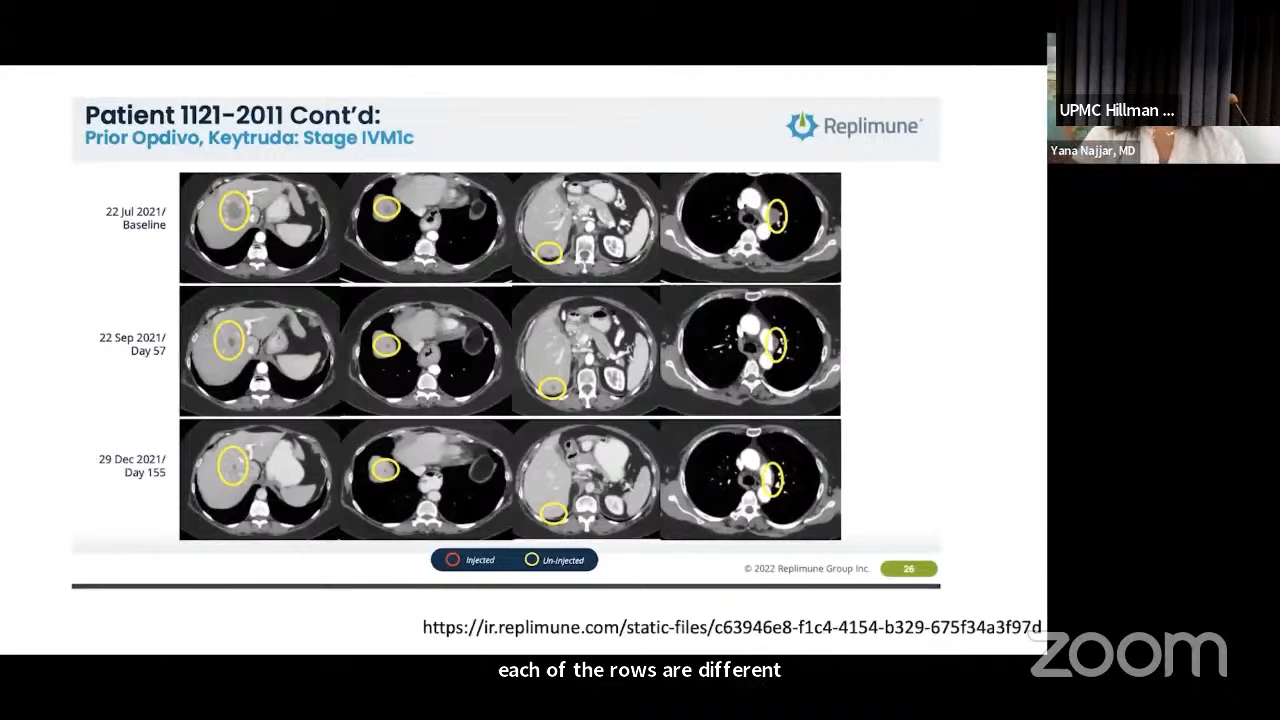 Patient 1121-2011 Cont'd:
Prior Opdivo, Keytruda: Stage IVM1c
Replimune
UPMC Hillman ...
Yana Najjar, MD
22 Jul 2021/
Baseline
22 Sep 2021/
Day 57
29 Dec 2021/
Day 155
Injected
Un-injected
© 2022 Replimune Group Inc.
26
https://ir.replimune.com/static-files/c63946e8-f1c4-4154-b329-675f34a3f97d
zoom
each of the rows are different